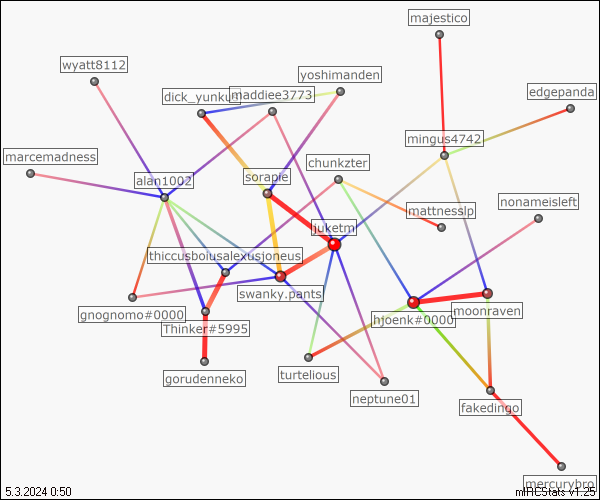 majestico
wyatt8112
yoshimanden
dick_yunkun
maddiee3773
edgepanda
mingus4742
marcemadness
chunkzter
alan1002
sorapie
nonameisleft
mattnesslp
juketm
thiccusboiusalexusjoneus
swanky.pants
gnognomo#0000
hjoenk#0000
moonraven
Thinker#5995
gorudenneko
turtelious
neptune01
fakedingo
mercurybro
5.3.2024 0:50
mIRCStats v1.25